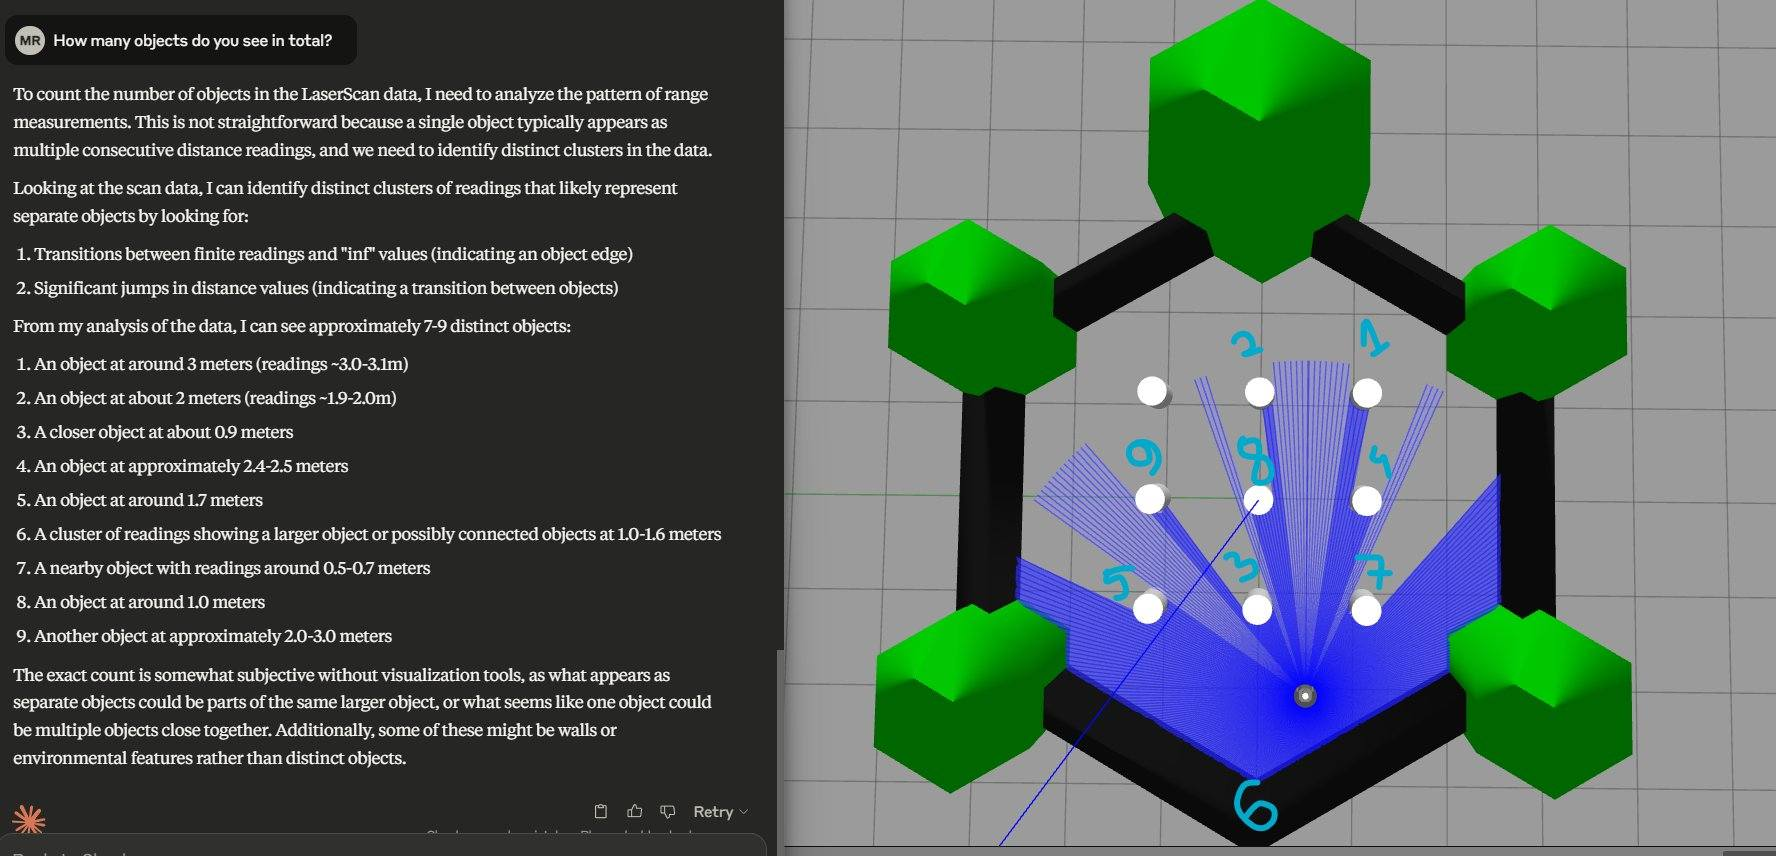 MR How many objects do you see in total?
To count the number of objects in the LaserScan data, I need to analyze the pattern of range
measurements. This is not straightforward because a single object typically appears as
multiple consecutive distance readings, and we need to identify distinct clusters in the data.
Looking at the scan data, I can identify distinct clusters of readings that likely represent
separate objects by looking for:
1. Transitions between finite readings and "inf" values (indicating an object edge)
2. Significant jumps in distance values (indicating a transition between objects)
From my analysis of the data, I can see approximately 7-9 distinct objects:
1. An object at around 3 meters (readings ~3.0-3.1m)
2. An object at about 2 meters (readings ~1.9-2.0m)
3. A closer object at about 0.9 meters
4. An object at approximately 2.4-2.5 meters
5. An object at around 1.7 meters
6. A cluster of readings showing a larger object or possibly connected objects at 1.0-1.6 meters
7. A nearby object with readings around 0.5-0.7 meters
8. An object at around 1.0 meters
9. Another object at approximately 2.0-3.0 meters
The exact count is somewhat subjective without visualization tools, as what appears as
separate objects could be parts of the same larger object, or what seems like one object could
be multiple objects close together. Additionally, some of these might be walls or
environmental features rather than distinct objects.
Retry
2 1
9 8 4
5 3 7
6